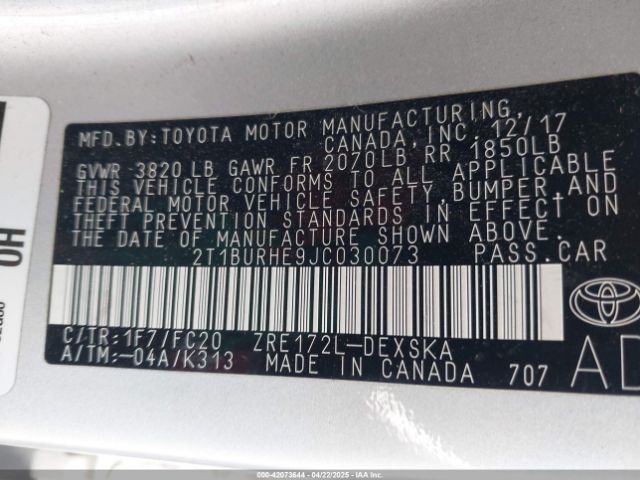 MFD.BY:TOYOTA MOTOR MANUFACTURING,
CANADA,INC. 12/17
GVWR 3820 LB GAWR FR 2070LB RR 1850LB
THIS VEHICLE CONFORMS TO ALL APPLICABLE
FEDERAL MOTOR VEHICLE SAFETY,BUMPER,AND
THEFT PREVENTION STANDARDS IN EFFECT ON
THE DATE OF MANUFACTURE SHOWN ABOVE.
2T1BURHE9JC030073 PASS.CAR
C/TR:1F7/FC20 ZRE172L-DEXSKA
A/TM:-04A/K313 MADE IN CANADA 707
AD
OH
000-42073644 - 04/22/2025 - IAAI.COM